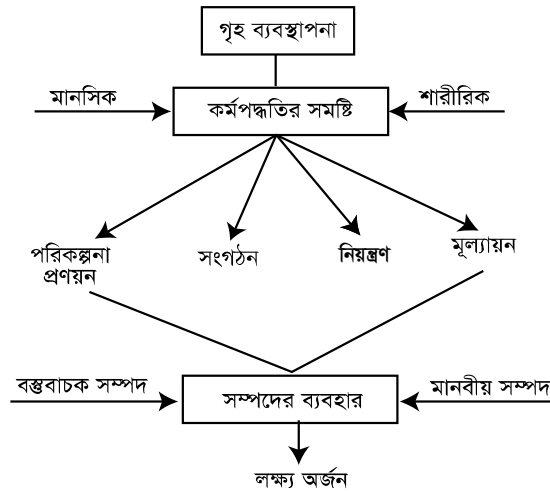 গৃহ ব্যবস্থাপনা
মানসিক
কর্মপদ্ধতির সমষ্টি
শারীরিক
পরিকল্পনা
প্রণয়ন
সংগঠন
নিয়ন্ত্রণ
মূল্যায়ন
বস্তুবাচক সম্পদ
সম্পদের ব্যবহার
মানবীয় সম্পদ
লক্ষ্য অর্জন